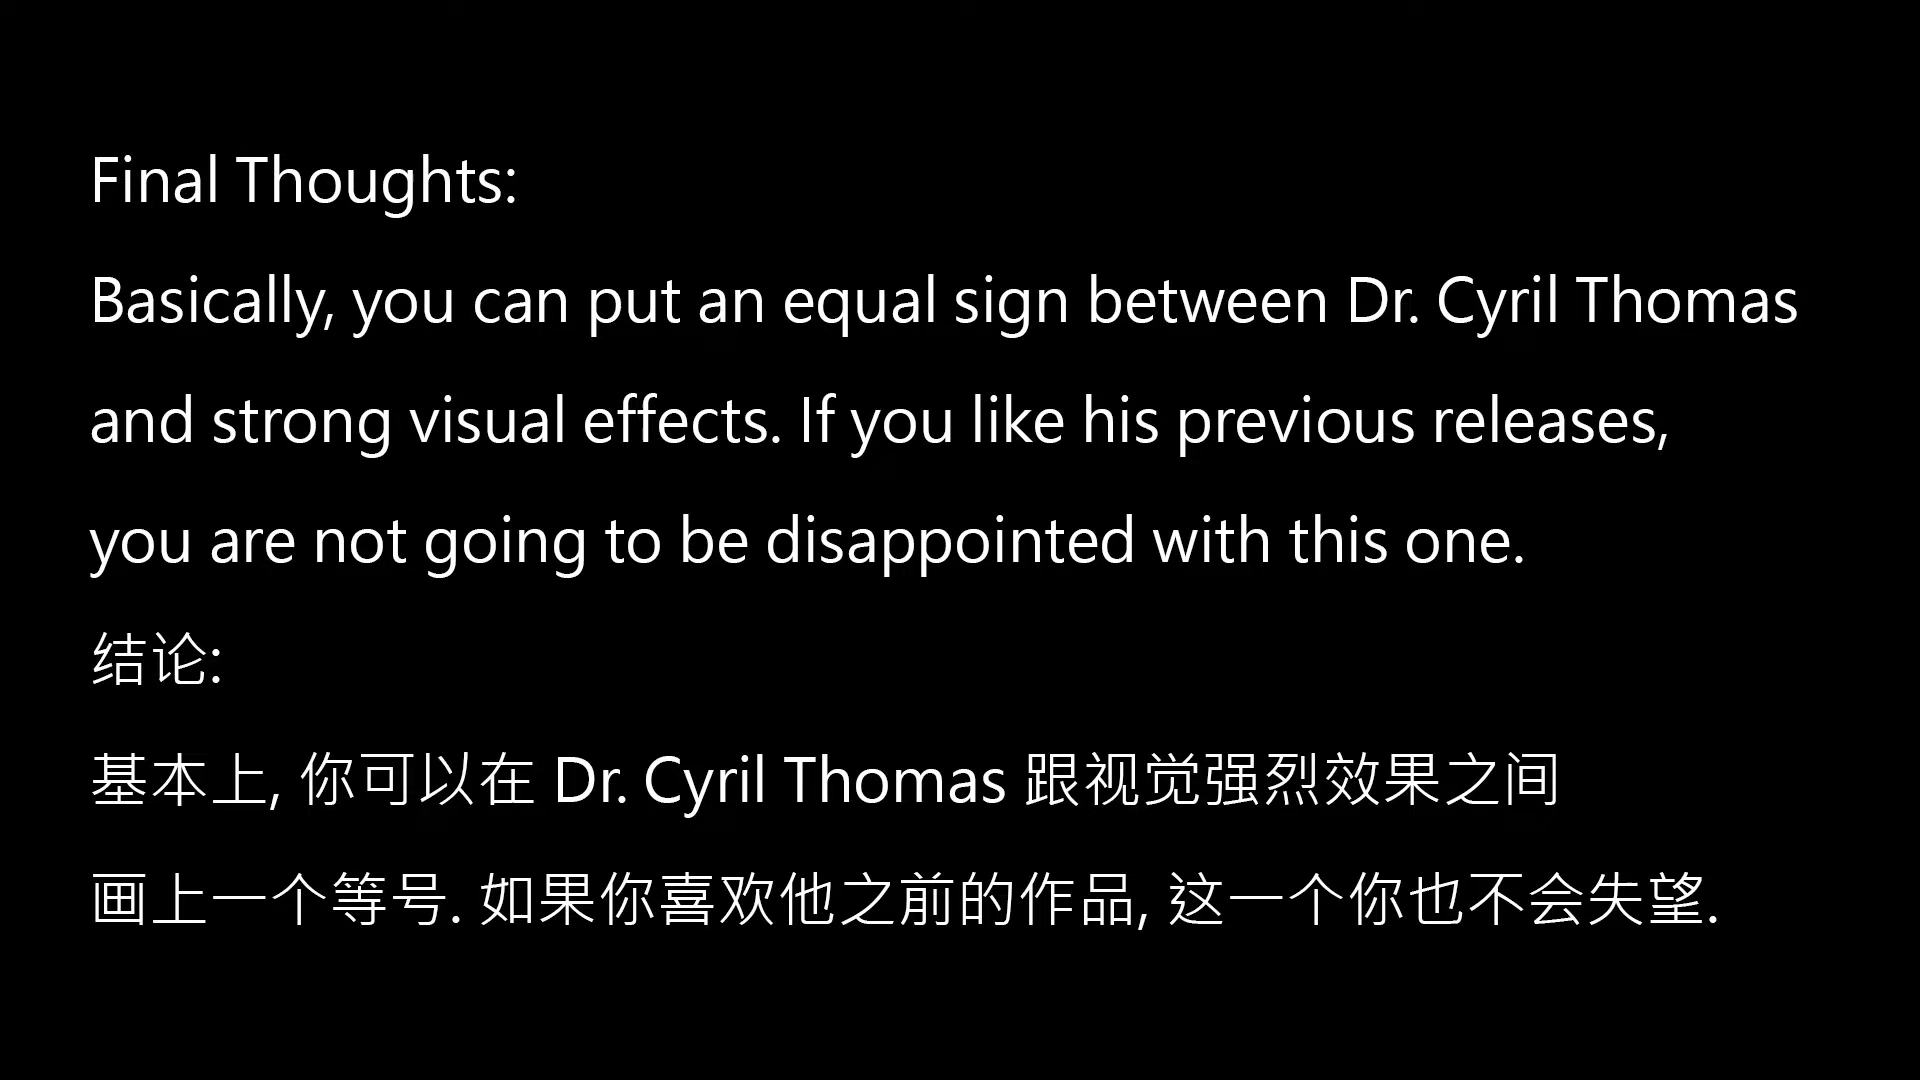 Final Thoughts:
Basically, you can put an equal sign between Dr. Cyril Thomas
and strong visual effects. If you like his previous releases,
you are not going to be disappointed with this one.
结论:
基本上, 你可以在 Dr. Cyril Thomas 跟视觉强烈效果之间
画上一个等号. 如果你喜欢他之前的作品, 这一个你也不会失望.